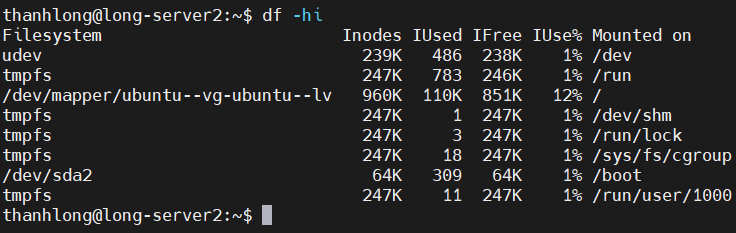 thanhlong@long-server2:~$ df -hi
Filesystem                        Inodes IUsed IFree IUse% Mounted on
udev                                239K   486  238K    1% /dev
tmpfs                               247K   783  246K    1% /run
/dev/mapper/ubuntu--vg-ubuntu--lv   960K  110K  851K   12% /
tmpfs                               247K     1  247K    1% /dev/shm
tmpfs                               247K     3  247K    1% /run/lock
tmpfs                               247K    18  247K    1% /sys/fs/cgroup
/dev/sda2                            64K   309   64K    1% /boot
tmpfs                               247K    11  247K    1% /run/user/1000
thanhlong@long-server2:~$